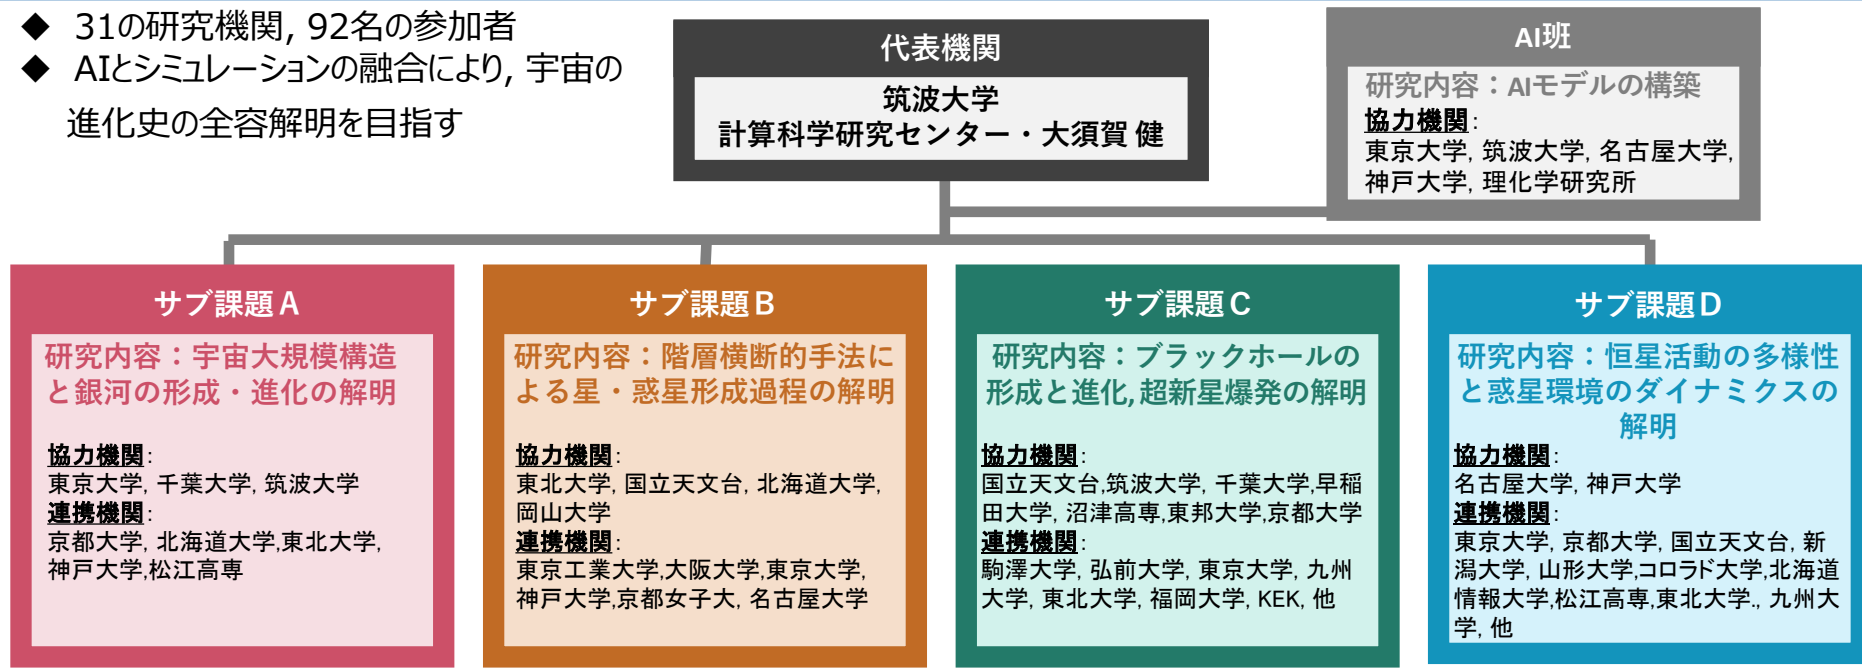 ◆ 31の研究機関, 92名の参加者
◆ AIとシミュレーションの融合により, 宇宙の
進化史の全容解明を目指す
代表機関
筑波大学
計算科学研究センター・大須賀 健
AI班
研究内容：AIモデルの構築
協力機関:
東京大学, 筑波大学, 名古屋大学,
神戸大学, 理化学研究所
サブ課題A
研究内容：宇宙大規模構造
と銀河の形成・進化の解明
協力機関:
東京大学, 千葉大学, 筑波大学
連携機関:
京都大学, 北海道大学,東北大学,
神戸大学,松江高専
サブ課題B
研究内容：階層横断的手法に
よる星・惑星形成過程の解明
協力機関:
東北大学, 国立天文台, 北海道大学,
岡山大学
連携機関:
東京工業大学,大阪大学,東京大学,
神戸大学,京都女子大, 名古屋大学
サブ課題C
研究内容：ブラックホールの
形成と進化,超新星爆発の解明
協力機関:
国立天文台,筑波大学, 千葉大学,早稲
田大学, 沼津高専,東邦大学,京都大学
連携機関:
駒澤大学, 弘前大学, 東京大学, 九州
大学, 東北大学, 福岡大学, KEK, 他
サブ課題D
研究内容：恒星活動の多様性
と惑星環境のダイナミクスの
解明
協力機関:
名古屋大学, 神戸大学
連携機関:
東京大学, 京都大学, 国立天文台, 新
潟大学, 山形大学,コロラド大学,北海道
情報大学,松江高専,東北大学., 九州大
学, 他